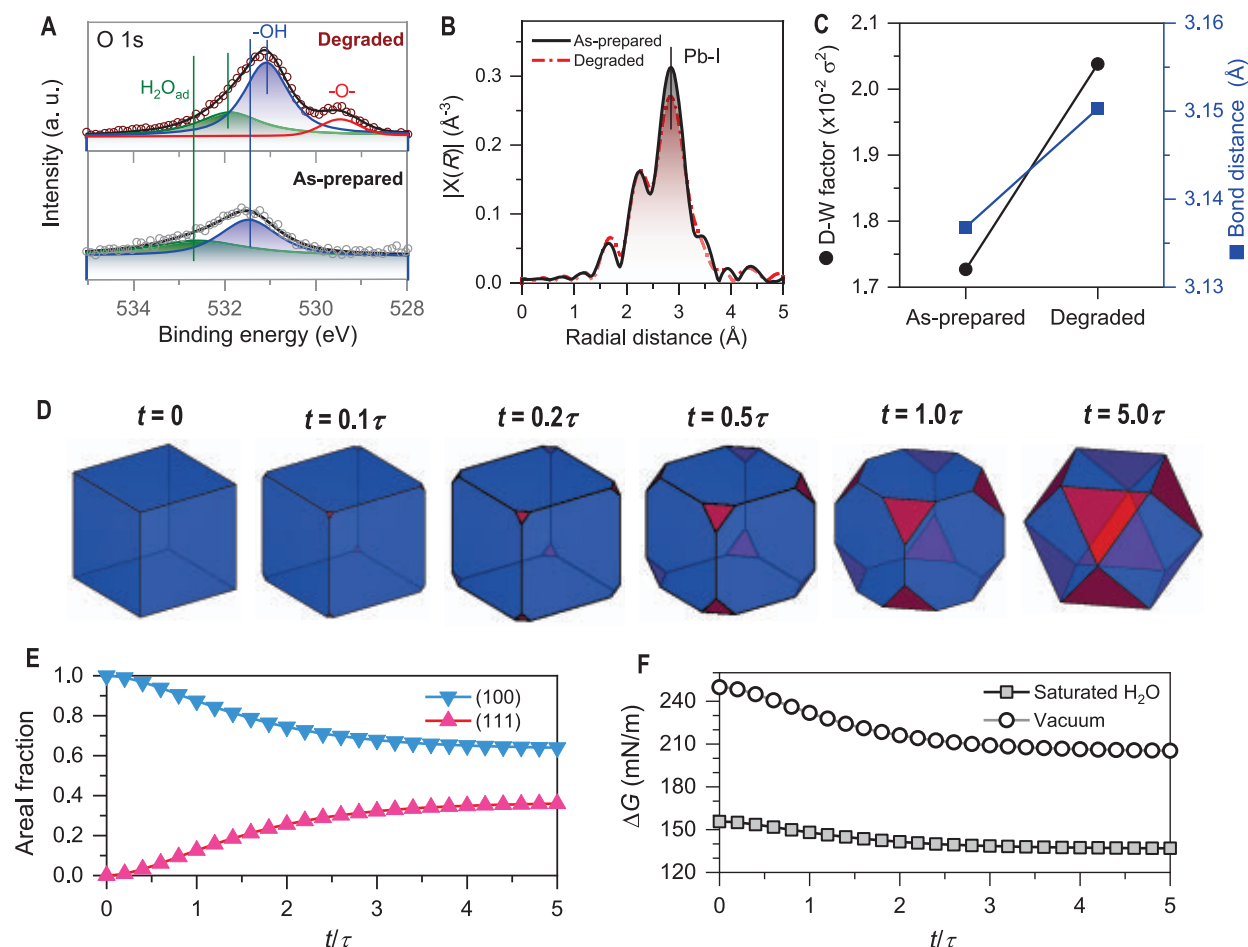 A
O 1s
-OH
Degraded
H₂Oad
-O-
As-prepared
Intensity (a. u.)
534 532 530 528
Binding energy (eV)
B
As-prepared
Degraded
Pb-I
|X(R)| (Å⁻³)
0.3
0.2
0.1
0.0
0 1 2 3 4 5
Radial distance (Å)
C
2.1
2.0
1.9
1.8
1.7
D-W factor (x10⁻² σ²)
3.16
3.15
3.14
3.13
Bond distance (Å)
As-prepared Degraded
D
t = 0 t = 0.1τ t = 0.2τ t = 0.5τ t = 1.0τ t = 5.0τ
E
1.0
0.8
0.6
0.4
0.2
0.0
Areal fraction
(100)
(111)
0 1 2 3 4 5
t/τ
F
240
210
180
150
120
ΔG (mN/m)
Saturated H₂O
Vacuum
0 1 2 3 4 5
t/τ